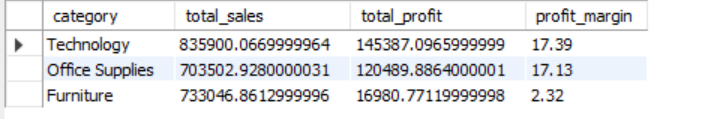 category total_sales total_profit profit_margin
Technology 835900.0669999964 145387.0965999999 17.39
Office Supplies 703502.9280000031 120489.8864000001 17.13
Furniture 733046.8612999996 16980.77119999998 2.32